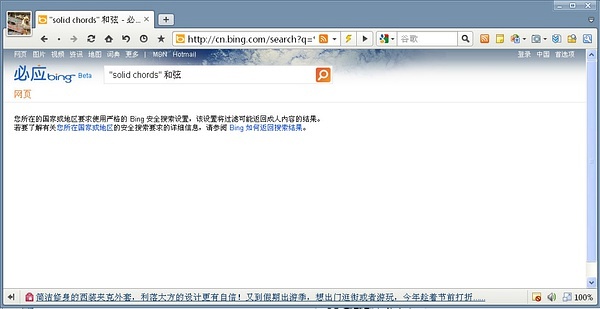 "solid chords" 和弦 - 必...
http://cn.bing.com/search?q='
谷歌
网页 图片 视频 资讯 地图 词典 更多 | MSN Hotmail
登录 中国 首选项
必应 bing Beta
"solid chords" 和弦
网页
您所在的国家或地区要求使用严格的 Bing 安全搜索设置，该设置将过滤可能返回成人内容的结果。
若要了解有关您所在国家或地区的安全搜索要求的详细信息，请参阅 Bing 如何返回搜索结果。
简洁修身的西装夹克外套，利落大方的设计更有自信！又到假期出游季，想出门逛街或者游玩，今年趁着节前打折......
100%